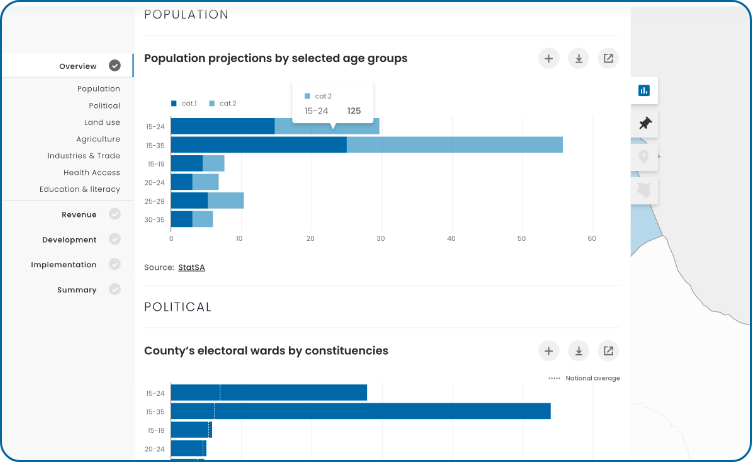 POPULATION
Overview
Population
Political
Land use
Agriculture
Industries & Trade
Health Access
Education & literacy
Revenue
Development
Implementation
Summary
Population projections by selected age groups
cat.1 cat.2
cat.2
15-24 125
15-24
15-35
15-19
20-24
25-29
30-35
0 10 20 30 40 50 60
Source: StatSA
POLITICAL
County's electoral wards by constituencies
National average
15-24
15-35
15-19
20-24